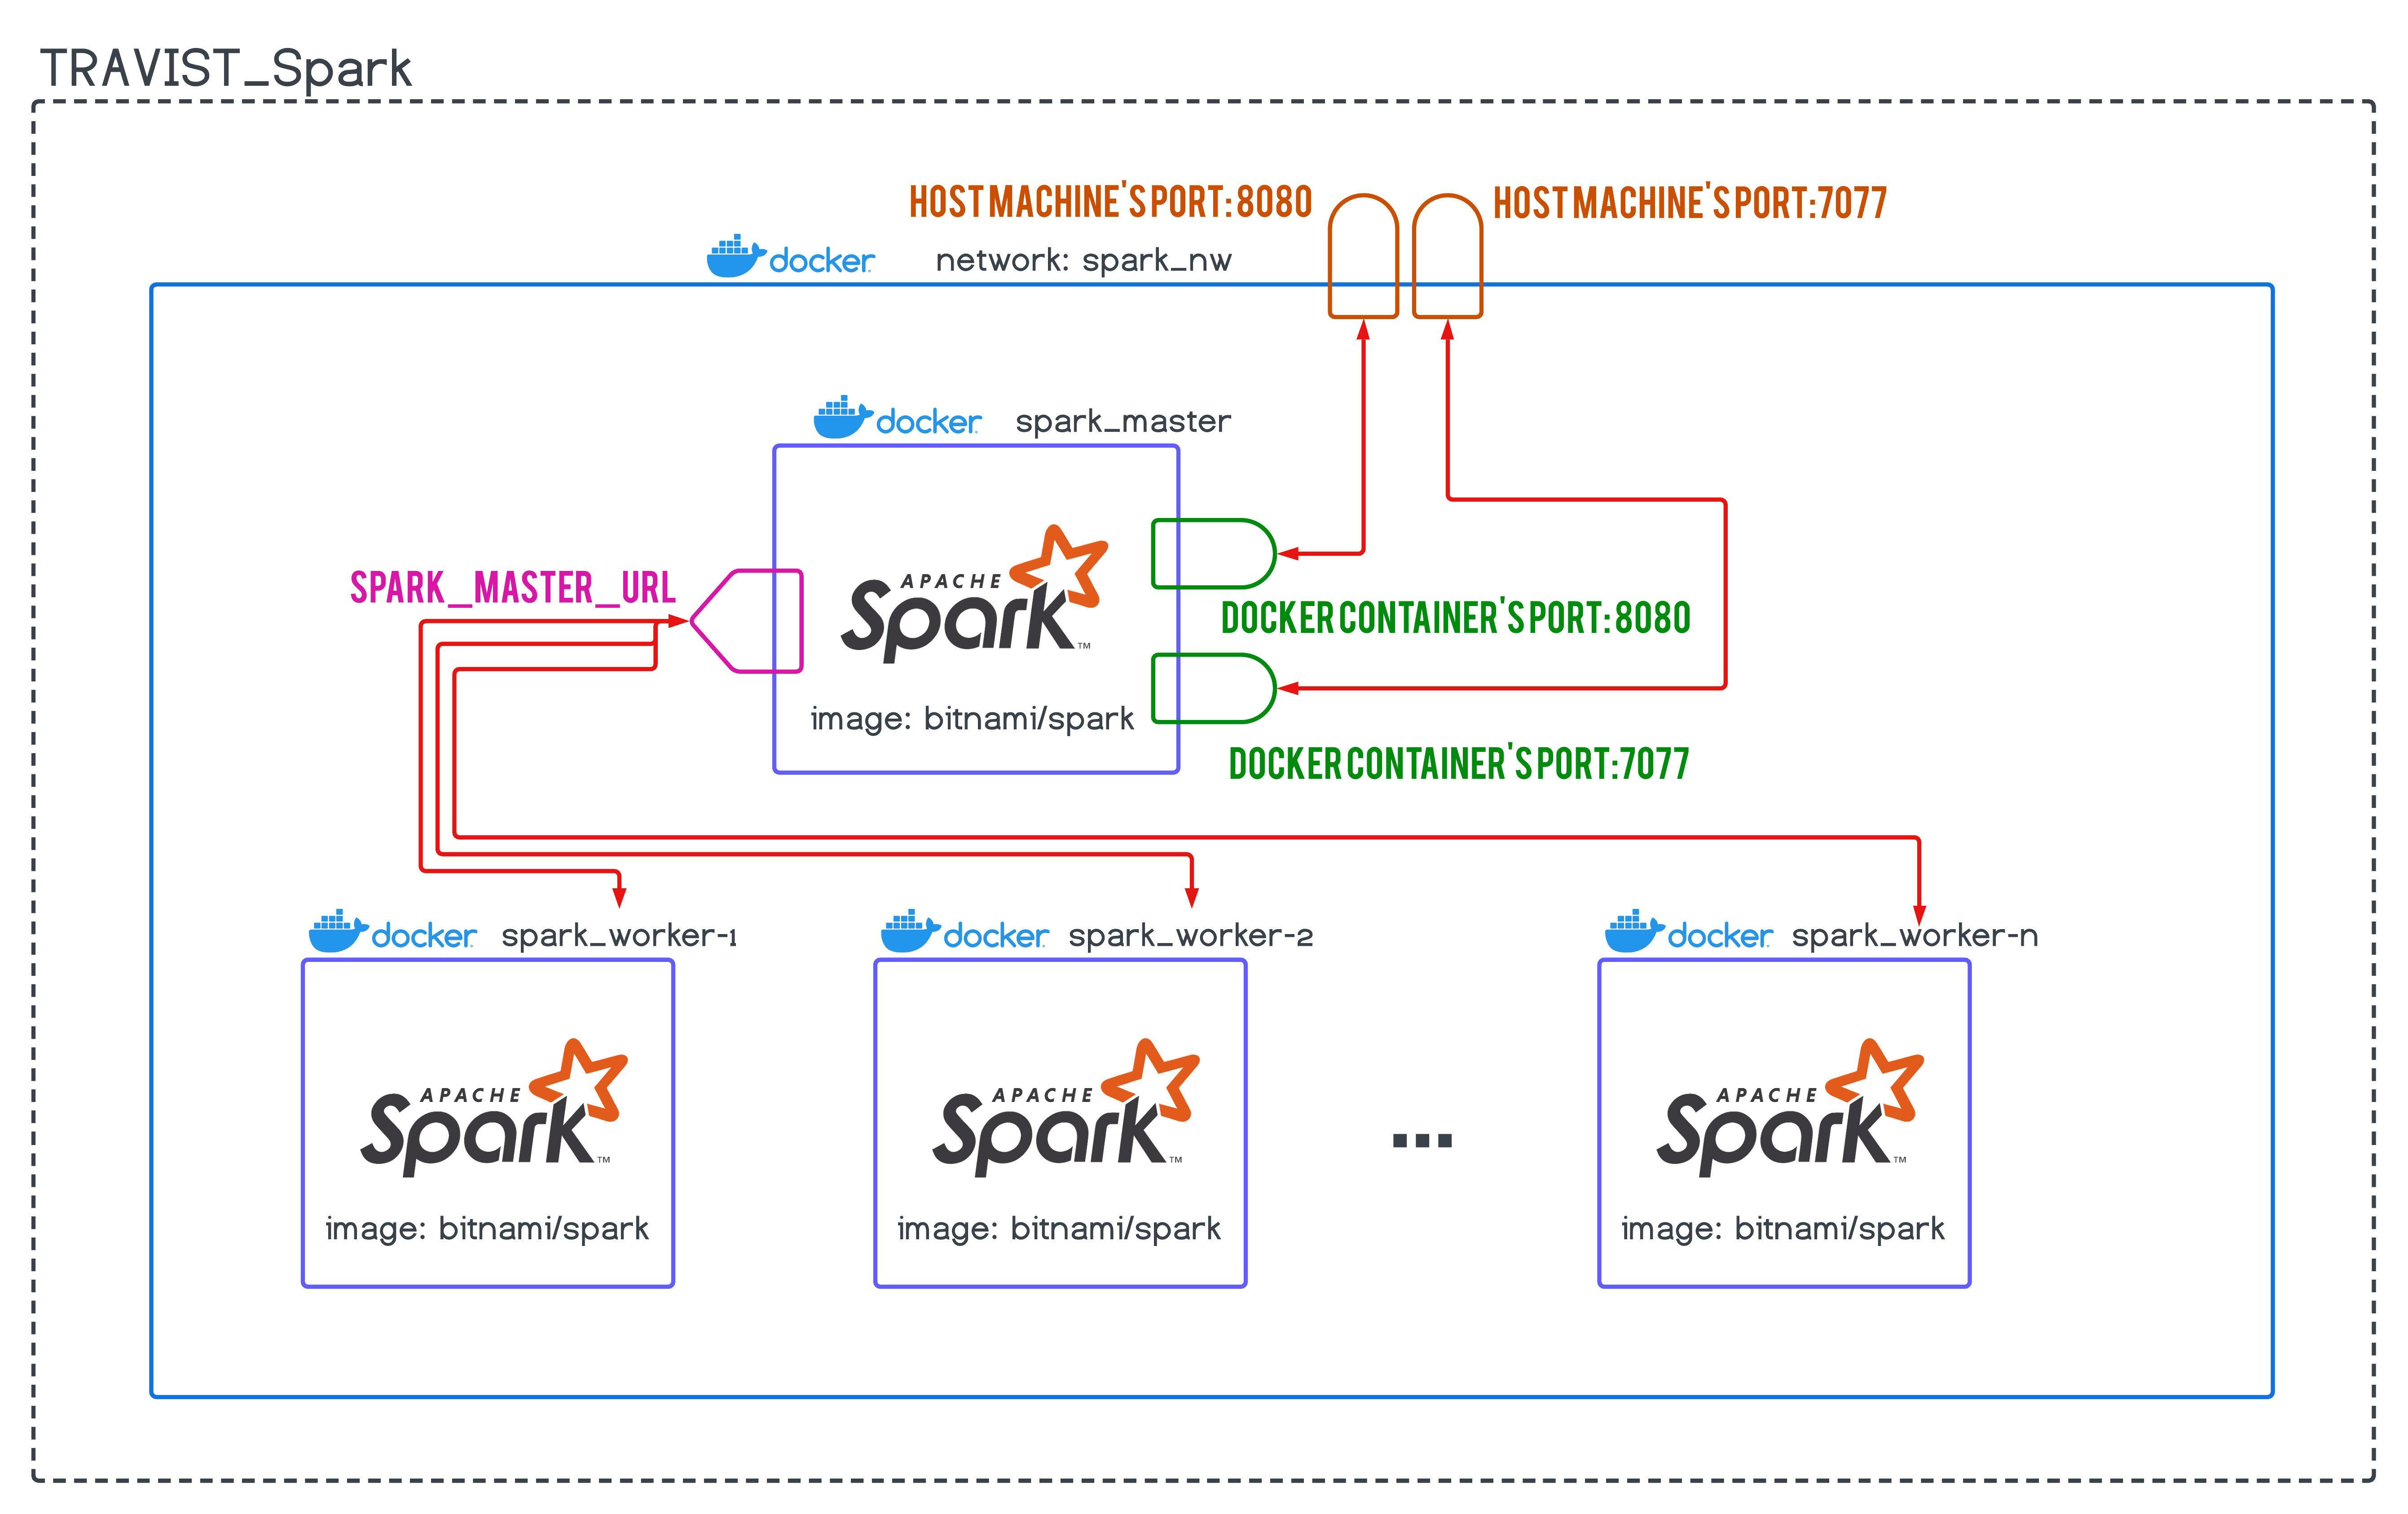 TRAVIST_Spark
HOST MACHINE'S PORT: 8080
HOST MACHINE'S PORT:7077
docker
network: spark_nw
docker
spark_master
APACHE
Spark™
image: bitnami/spark
SPARK_MASTER_URL
DOCKER CONTAINER'S PORT: 8080
DOCKER CONTAINER'S PORT:7077
docker
spark_worker-1
docker
spark_worker-2
docker
spark_worker-n
APACHE
Spark™
APACHE
Spark™
...
APACHE
Spark™
image: bitnami/spark
image: bitnami/spark
image: bitnami/spark